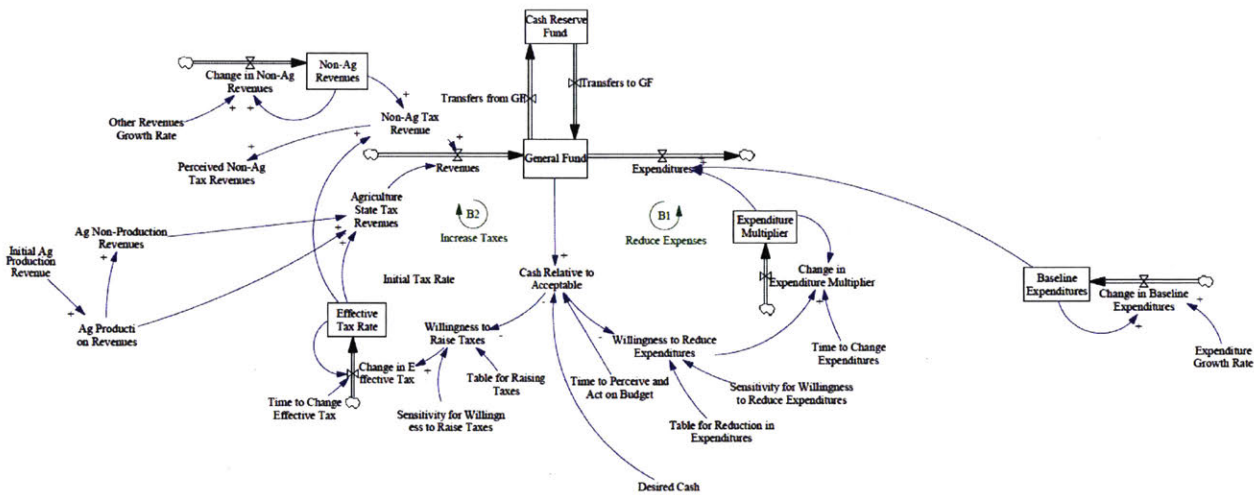 Cash Reserve
Fund
Non-Ag
Revenues
Change in Non-Ag
Revenues
Transfers to GF
Transfers from GF
Other Revenues
Growth Rate
Non-Ag Tax
Revenue
Perceived Non-Ag
Tax Revenues
Revenues
General Fund
Expenditures
Agriculture
State Tax
Revenues
B2
Increase Taxes
B1
Reduce Expenses
Expenditure
Multiplier
Ag Non-Production
Revenues
Initial Ag
Production
Revenue
Initial Tax Rate
Cash Relative to
Acceptable
Change in
Expenditure Multiplier
Baseline
Expenditures
Change in Baseline
Expenditures
Ag Producti
on Revenues
Effective
Tax Rate
Willingness to
Raise Taxes
Willingness to Reduce
Expenditures
Time to Change
Expenditures
Expenditure
Growth Rate
Change in E
ffective Tax
Table for Raising
Taxes
Time to Perceive and
Act on Budget
Sensitivity for Willingness
to Reduce Expenditures
Time to Change
Effective Tax
Sensitivity for Willingn
ess to Raise Taxes
Table for Reduction in
Expenditures
Desired Cash